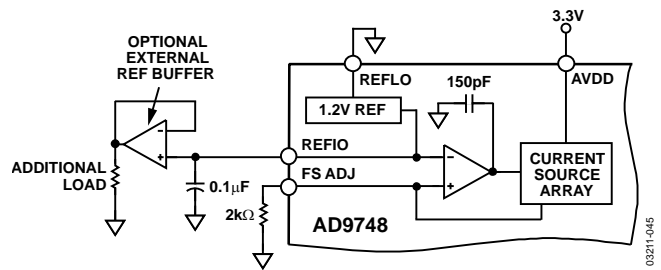 3.3V
OPTIONAL
EXTERNAL
REF BUFFER
REFLO
150pF
AVDD
1.2V REF
–
+
REFIO
–
+
CURRENT
SOURCE
ARRAY
ADDITIONAL
LOAD
0.1μF
FS ADJ
2kΩ
AD9748
03211-045